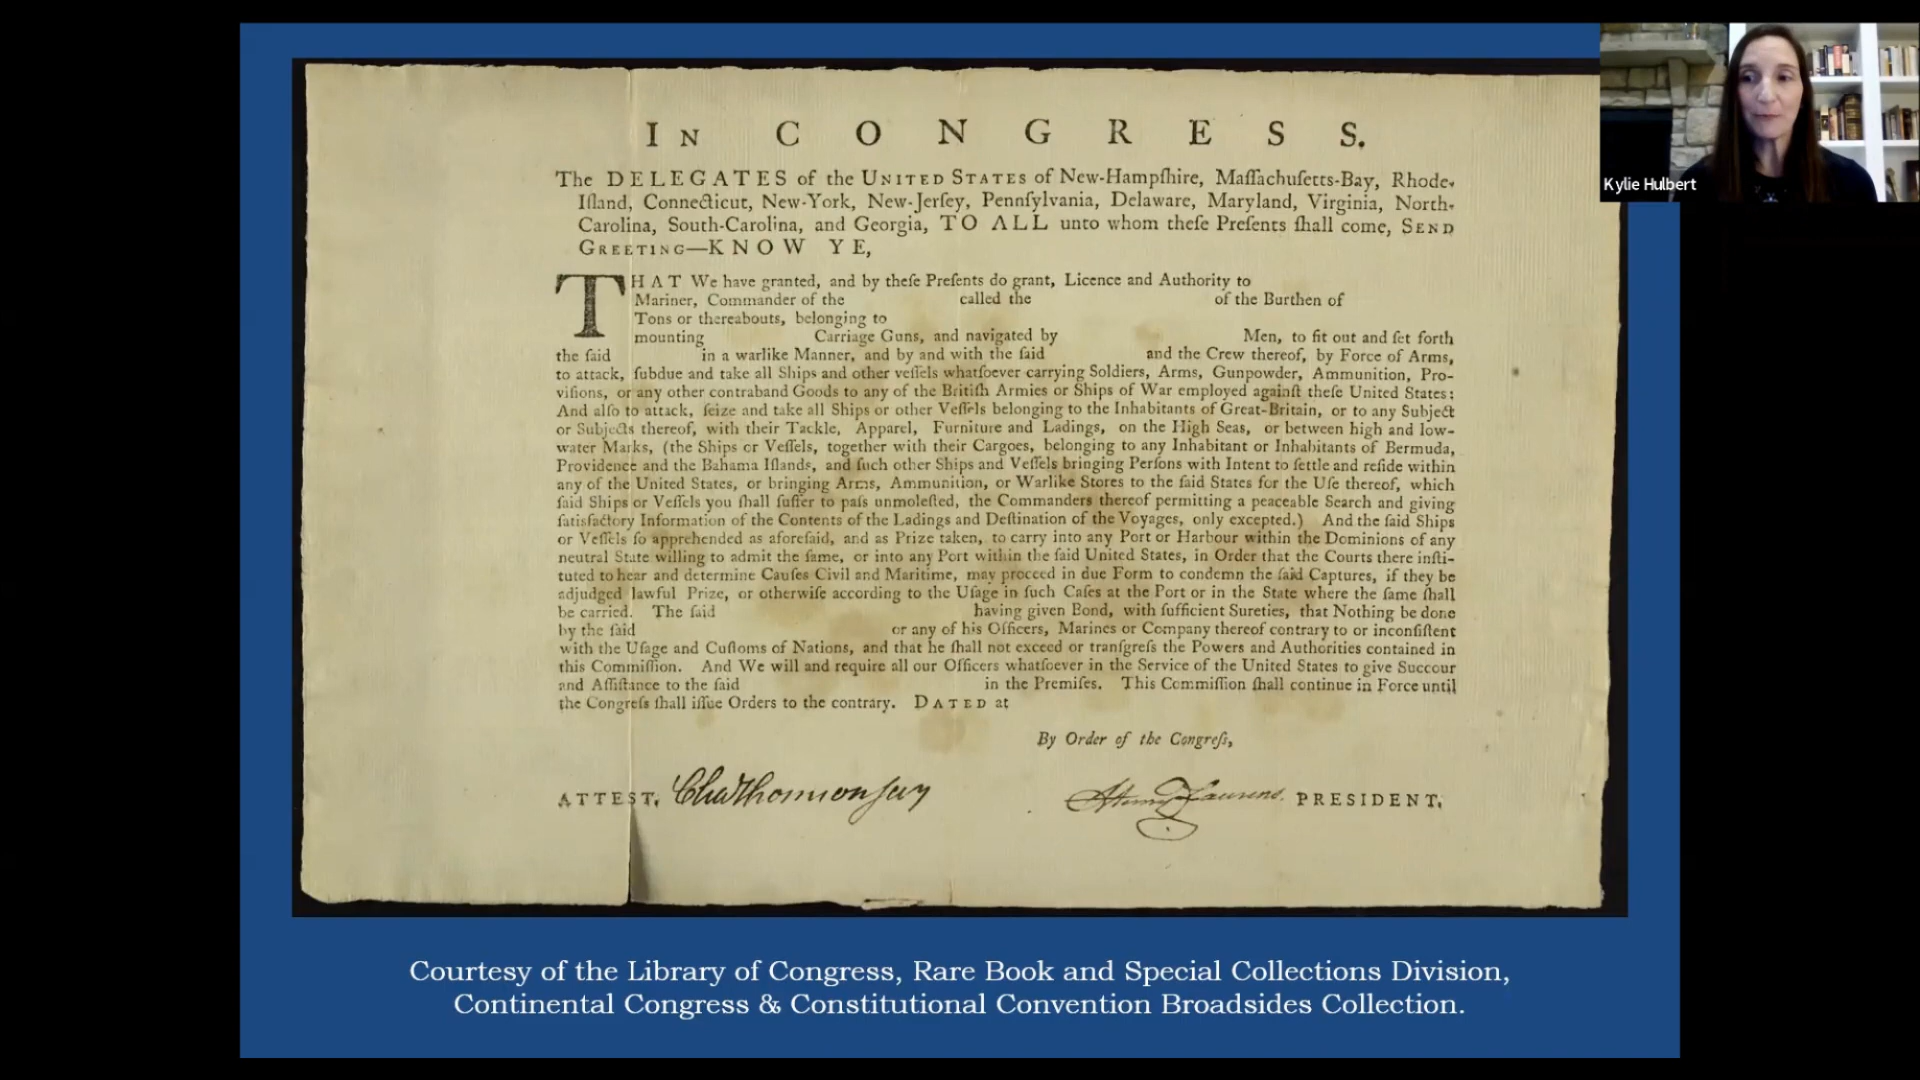 IN CONGRESS.
The DELEGATES of the UNITED STATES of New-Hampſhire, Maſſachuſetts-Bay, Rhode-
Iſland, Connecticut, New-York, New-Jerſey, Pennſylvania, Delaware, Maryland, Virginia, North-
Carolina, South-Carolina, and Georgia, TO ALL unto whom theſe Preſents ſhall come, SEND
GREETING—KNOW YE,
THAT We have granted, and by theſe Preſents do grant, Licence and Authority to
Mariner, Commander of the called the of the Burthen of
Tons or thereabouts, belonging to
mounting Carriage Guns, and navigated by Men, to fit out and ſet forth
the ſaid in a warlike Manner, and by and with the ſaid and the Crew thereof, by Force of Arms,
to attack, ſubdue and take all Ships and other veſſels whatſoever carrying Soldiers, Arms, Gunpowder, Ammunition, Pro-
viſions, or any other contraband Goods to any of the Britiſh Armies or Ships of War employed againſt theſe United States:
And alſo to attack, ſeize and take all Ships or other Veſſels belonging to the Inhabitants of Great-Britain, or to any Subject
or Subjects thereof, with their Tackle, Apparel, Furniture and Ladings, on the High Seas, or between high and low-
water Marks, (the Ships or Veſſels, together with their Cargoes, belonging to any Inhabitant or Inhabitants of Bermuda,
Providence and the Bahama Iſlands, and ſuch other Ships and Veſſels bringing Perſons with Intent to ſettle and reſide within
any of the United States, or bringing Arms, Ammunition, or Warlike Stores to the ſaid States for the Uſe thereof, which
ſaid Ships or Veſſels you ſhall ſuffer to paſs unmoleſted, the Commanders thereof permitting a peaceable Search and giving
ſatisfactory Information of the Contents of the Ladings and Deſtination of the Voyages, only excepted.) And the ſaid Ships
or Veſſels ſo apprehended as aforeſaid, and as Prize taken, to carry into any Port or Harbour within the Dominions of any
neutral State willing to admit the ſame, or into any Port within the ſaid United States, in Order that the Courts there inſti-
tuted to hear and determine Cauſes Civil and Maritime, may proceed in due Form to condemn the ſaid Captures, if they be
adjudged lawful Prize, or otherwiſe according to the Uſage in ſuch Caſes at the Port or in the State where the ſame ſhall
be carried. The ſaid having given Bond, with ſufficient Sureties, that Nothing be done
by the ſaid or any of his Officers, Marines or Company thereof contrary to or inconſiſtent
with the Uſage and Cuſtoms of Nations, and that he ſhall not exceed or tranſgreſs the Powers and Authorities contained in
this Commiſſion. And We will and require all our Officers whatſoever in the Service of the United States to give Succour
and Aſſiſtance to the ſaid in the Premiſes. This Commiſſion ſhall continue in Force until
the Congreſs ſhall iſſue Orders to the contrary. DATED at
By Order of the Congreſs,
ATTEST, Cha Thomson secy Henry Laurens. PRESIDENT.
Courtesy of the Library of Congress, Rare Book and Special Collections Division,
Continental Congress & Constitutional Convention Broadsides Collection.
Kylie Hulbert